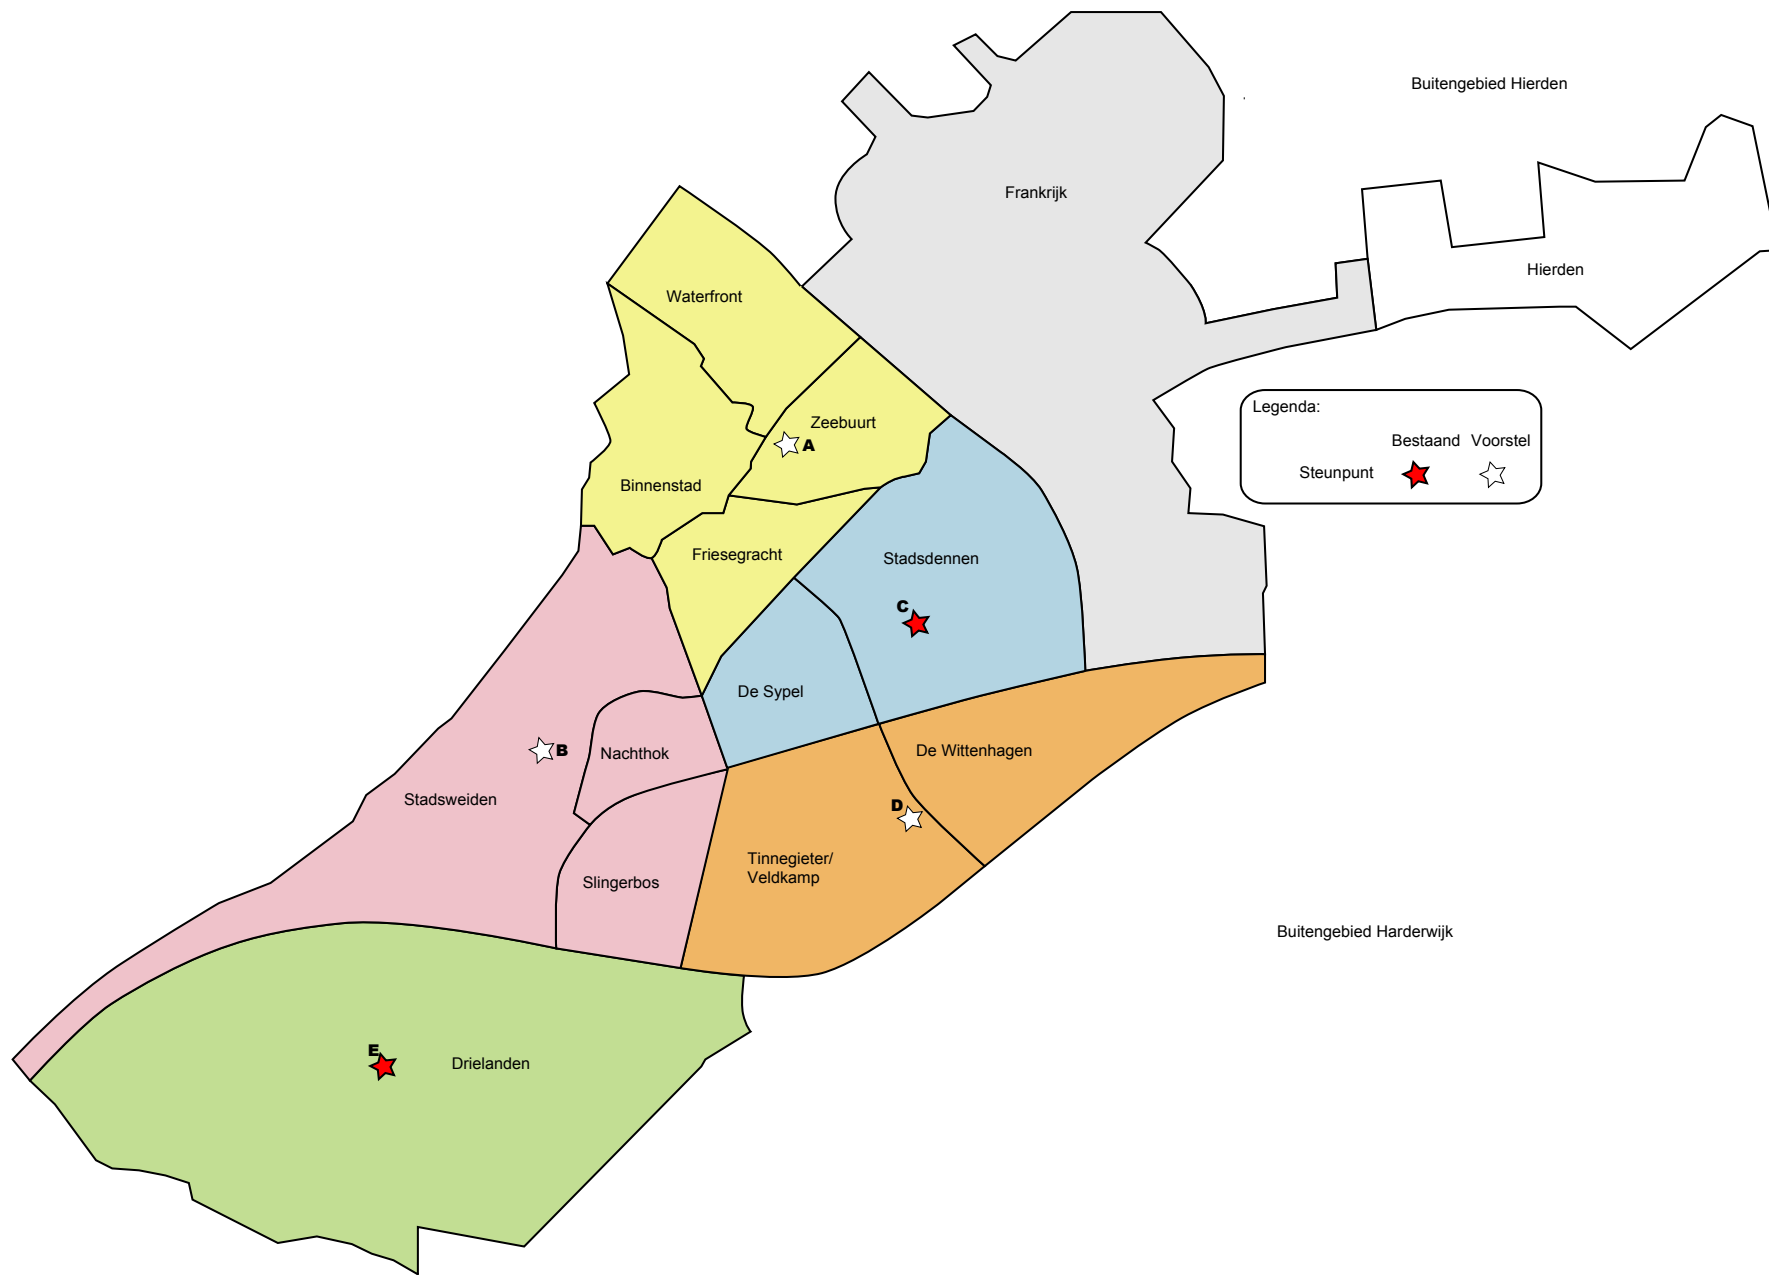 Buitengebied Hierden
Frankrijk
Hierden
Waterfront
Legenda:
Zeebuurt
A
Bestaand Voorstel
Steunpunt
Binnenstad
Friesegracht
Stadsdennen
C
De Sypel
De Wittenhagen
B
Nachthok
Stadsweiden
D
Tinnegieter/
Veldkamp
Slingerbos
Buitengebied Harderwijk
E
Drielanden